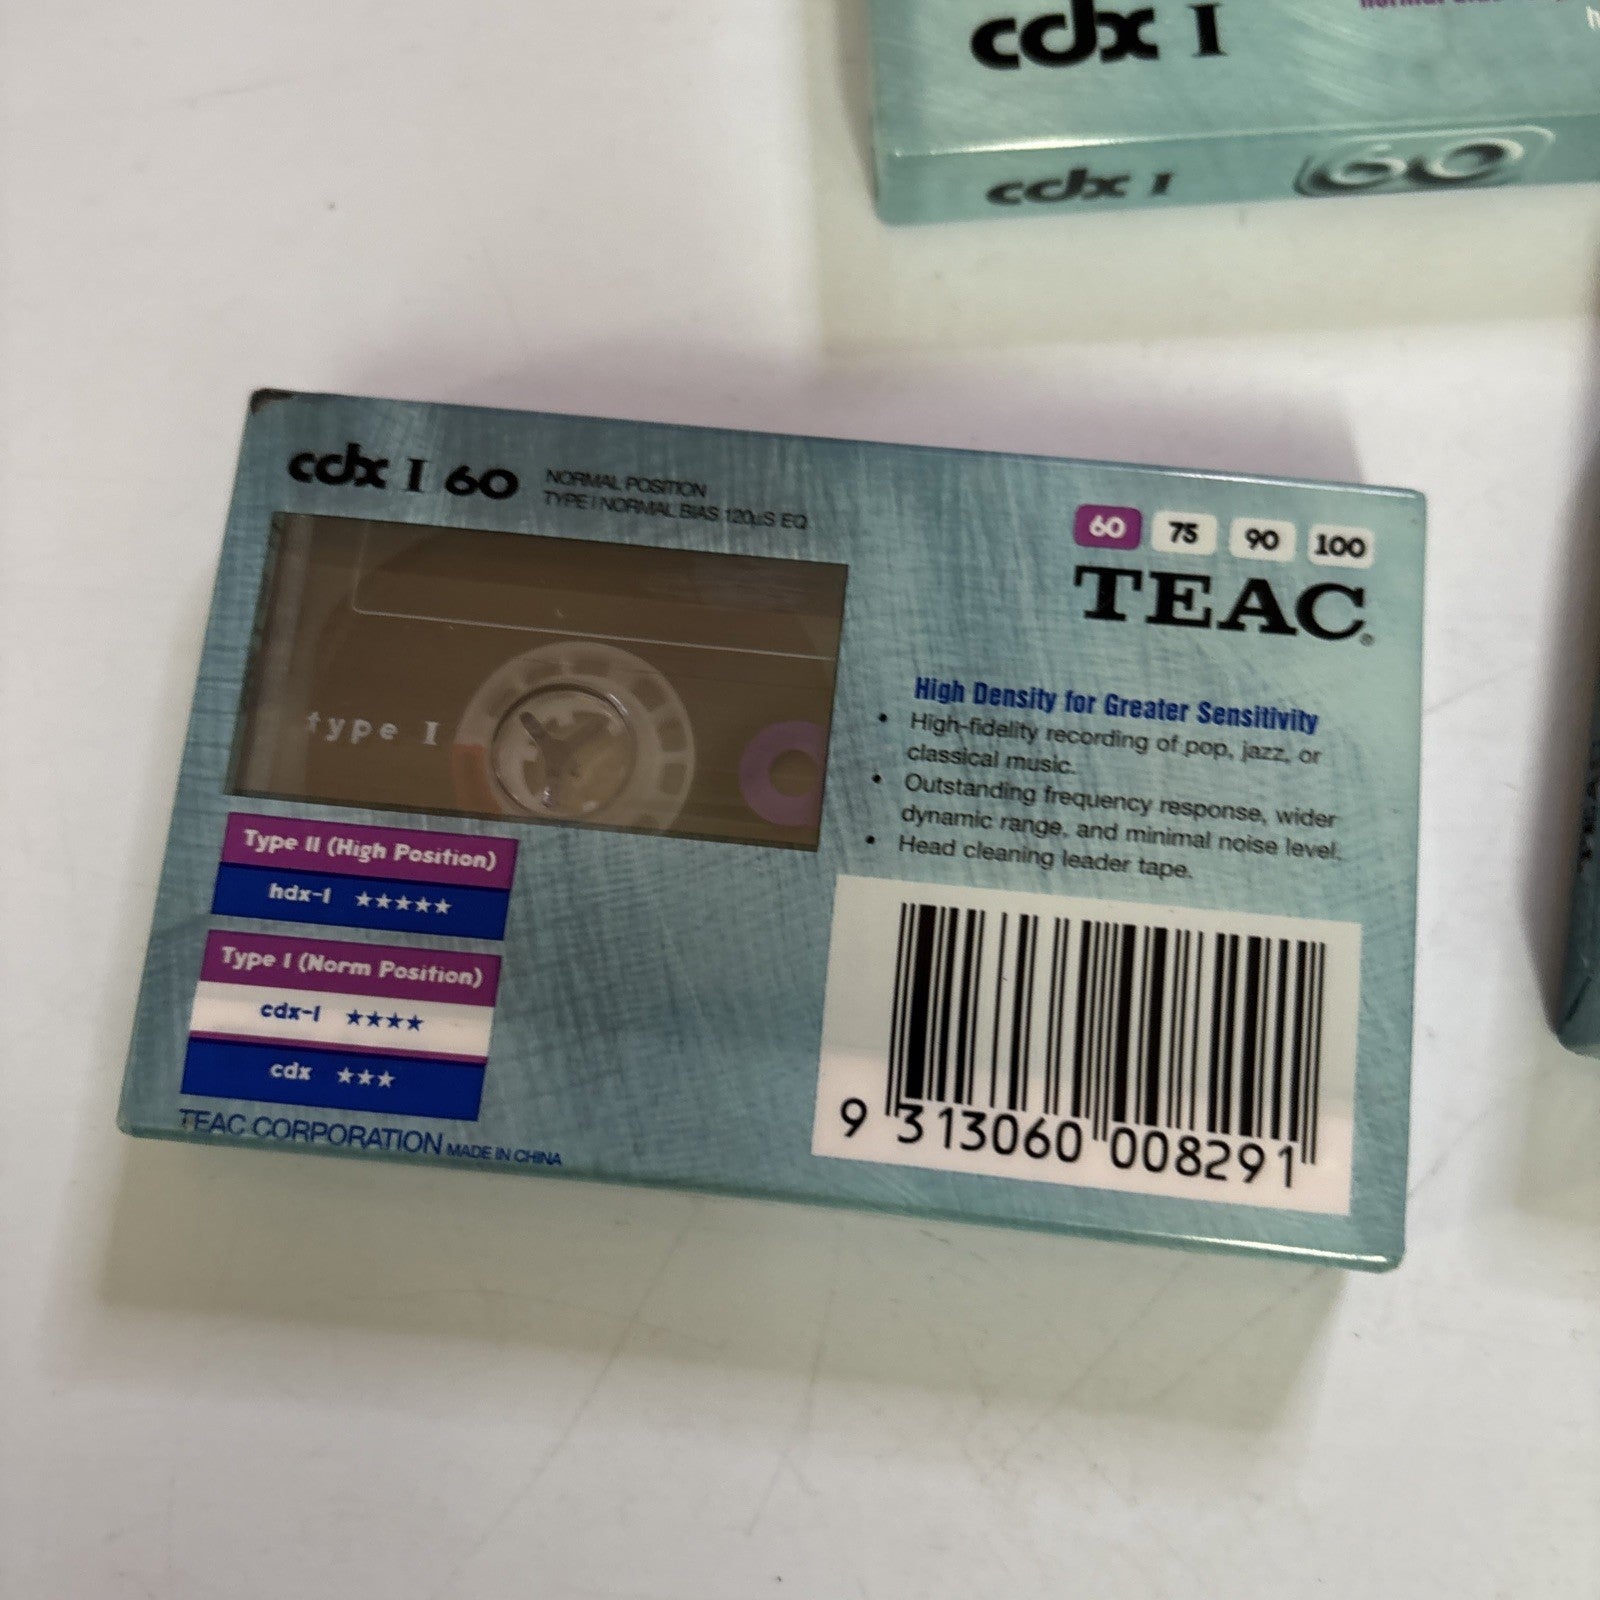 cdx I
cdx I 60
cdx I 60
NORMAL POSITION
TYPE I NORMAL BIAS 120µS EQ
60 75 90 100
TEAC®
type I
High Density for Greater Sensitivity
• High-fidelity recording of pop, jazz, or
classical music.
• Outstanding frequency response, wider
dynamic range, and minimal noise level.
• Head cleaning leader tape.
Type II (High Position)
hdx-I ★★★★★
Type I (Norm Position)
cdx-I ★★★★
cdx ★★★
TEAC CORPORATION MADE IN CHINA
9 313060 008291